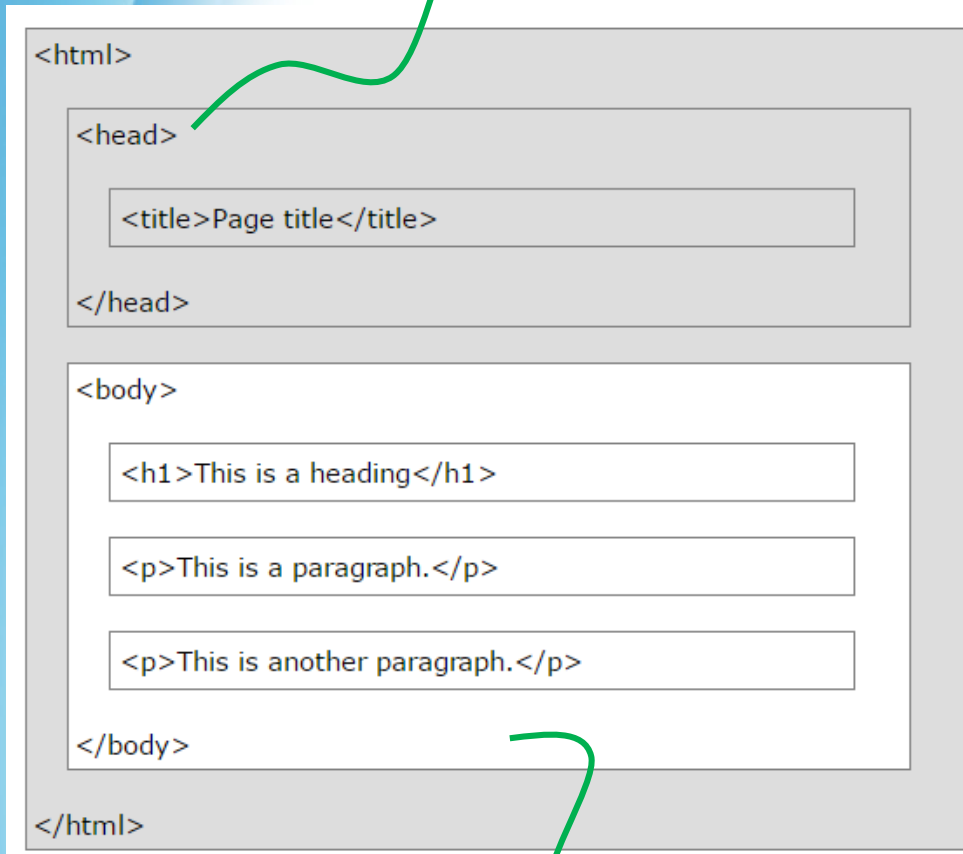 <html>
<head>
<title>Page title</title>
</head>
<body>
<h1>This is a heading</h1>
<p>This is a paragraph.</p>
<p>This is another paragraph.</p>
</body>
</html>